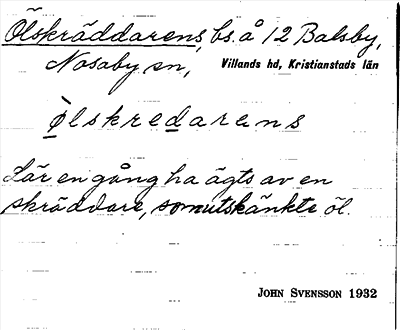 Ölskräddarens, bs. å 12 Balsby,
Nosaby sn, Villands hd, Kristianstads län
Ø̀lskredarens
Lär en gång ha ägts av en
skräddare, som utskänkte öl.
JOHN SVENSSON 1932